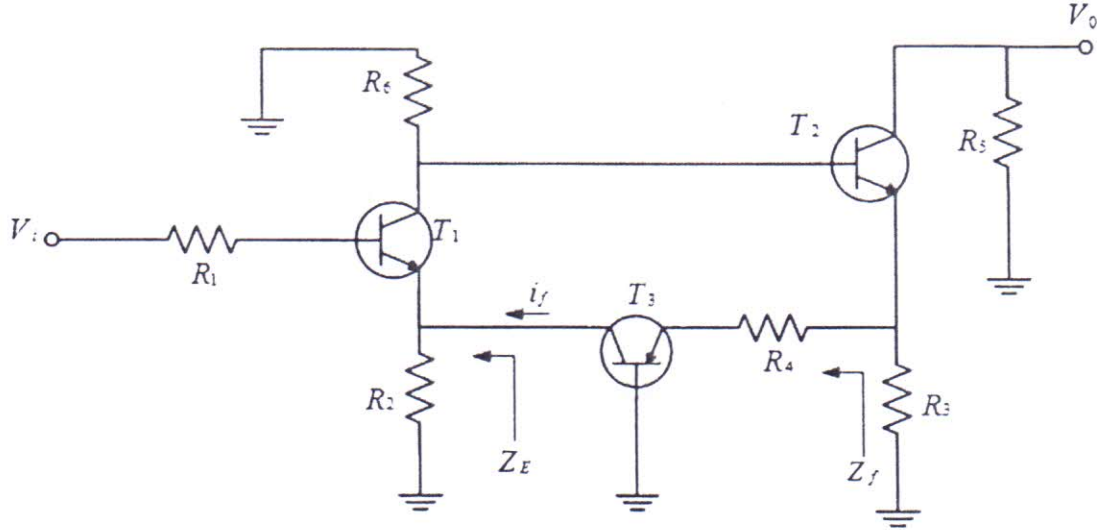 V₀
R₆
T₂
R₅
Vᵢ
T₁
R₁
i_f
T₃
R₄
R₂
R₃
Z_E
Z_f